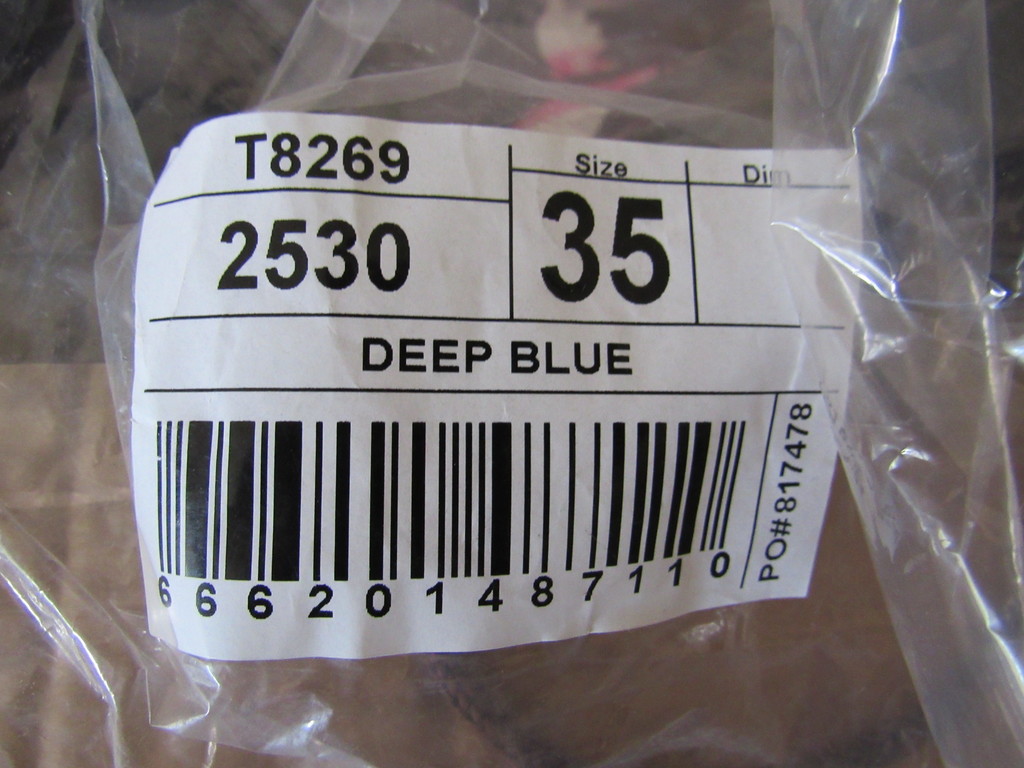 T8269
2530
Size
35
Dim
DEEP BLUE
666201487110
PO#817478